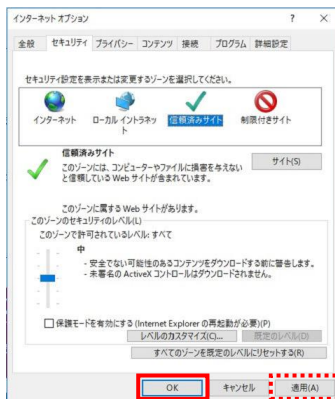 インターネット オプション ? ×
全般 セキュリティ プライバシー コンテンツ 接続 プログラム 詳細設定
セキュリティ設定を表示または変更するゾーンを選択してください。
インターネット ローカル イントラネット 信頼済みサイト 制限付きサイト
信頼済みサイト
このゾーンには、コンピューターやファイルに損害を与えない
と信頼している Web サイトが含まれています。
サイト(S)
このゾーンに属する Web サイトがあります。
このゾーンのセキュリティのレベル(L)
このゾーンで許可されているレベル: すべて
中
- 安全でない可能性のあるコンテンツをダウンロードする前に警告します。
- 未署名の ActiveX コントロールはダウンロードされません。
保護モードを有効にする (Internet Explorer の再起動が必要)(P)
レベルのカスタマイズ(C)... 既定のレベル(D)
すべてのゾーンを既定のレベルにリセットする(R)
OK キャンセル 適用(A)